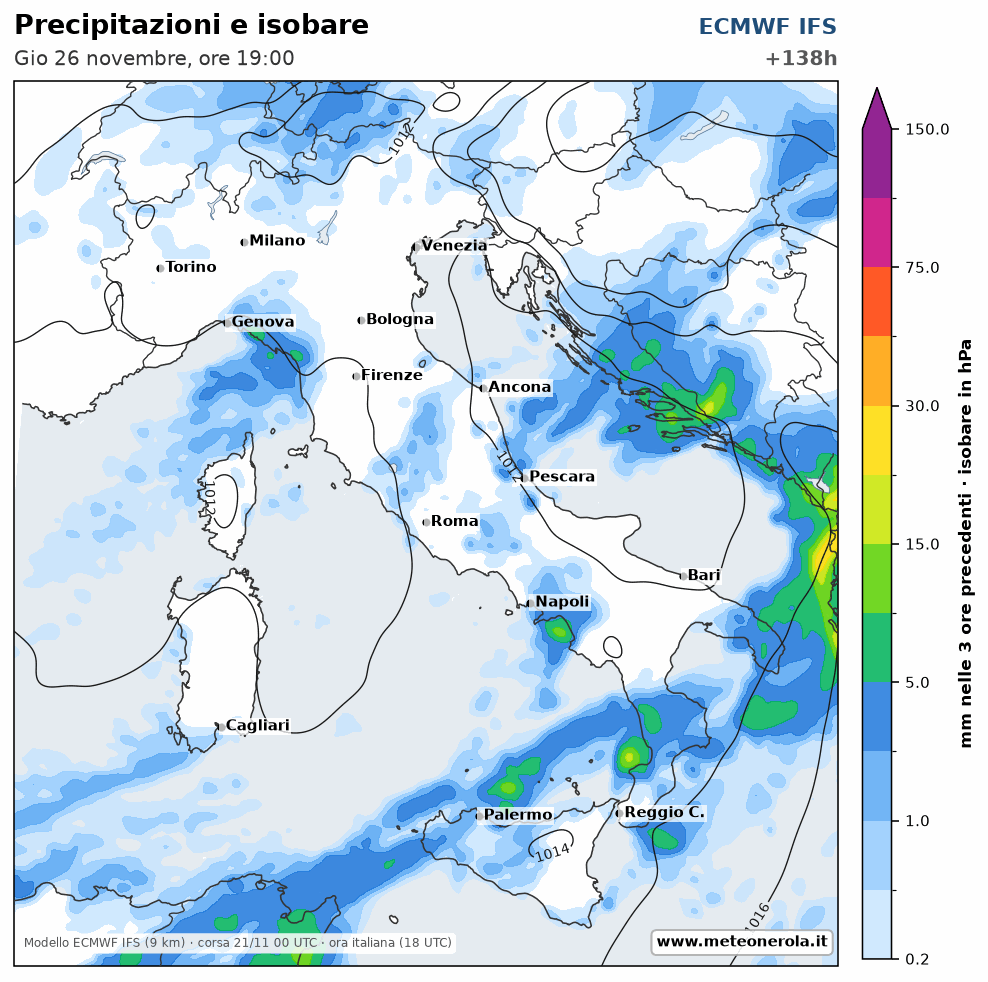 Precipitazioni e isobare
ECMWF IFS
Gio 26 novembre, ore 19:00
+138h
1012
Milano
Venezia
Torino
Genova
Bologna
Firenze
Ancona
1012
Pescara
1012
Roma
Bari
Napoli
Cagliari
Palermo
Reggio C.
1014
1016
Modello ECMWF IFS (9 km) · corsa 21/11 00 UTC · ora italiana (18 UTC)
www.meteonerola.it
150.0
75.0
30.0
15.0
5.0
1.0
0.2
mm nelle 3 ore precedenti · isobare in hPa